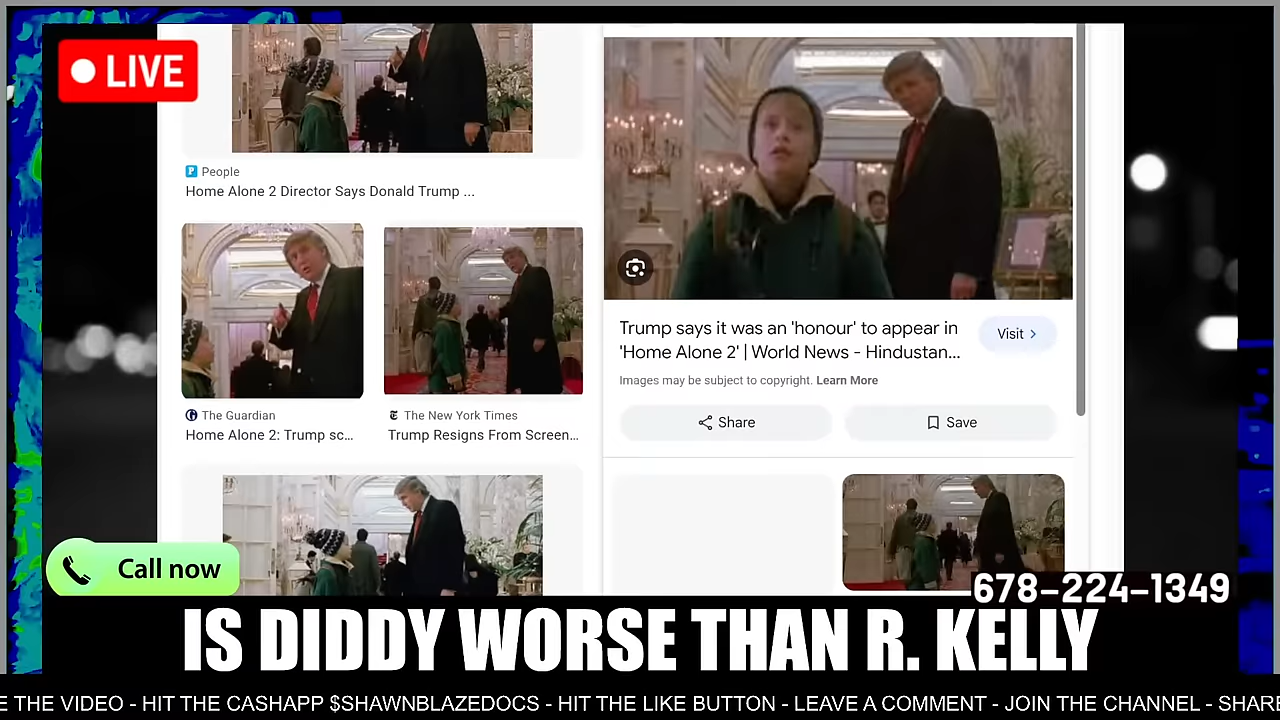 LIVE
People
Home Alone 2 Director Says Donald Trump ...
The Guardian
Home Alone 2: Trump sc...
The New York Times
Trump Resigns From Screen...
Trump says it was an 'honour' to appear in
'Home Alone 2' | World News - Hindustan...
Visit
Images may be subject to copyright. Learn More
Share
Save
Call now
678-224-1349
IS DIDDY WORSE THAN R. KELLY
E THE VIDEO - HIT THE CASHAPP $SHAWNBLAZEDOCS - HIT THE LIKE BUTTON - LEAVE A COMMENT - JOIN THE CHANNEL - SHARE